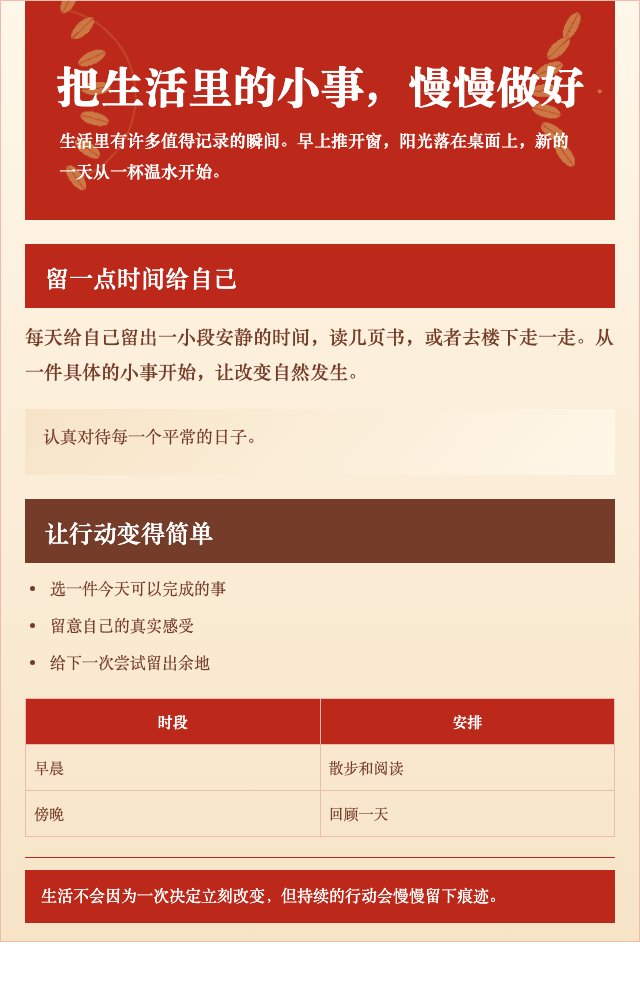 把生活里的小事，慢慢做好
生活里有许多值得记录的瞬间。早上推开窗，阳光落在桌面上，新的
一天从一杯温水开始。
留一点时间给自己
每天给自己留出一小段安静的时间，读几页书，或者去楼下走一走。从
一件具体的小事开始，让改变自然发生。
认真对待每一个平常的日子。
让行动变得简单
• 选一件今天可以完成的事
• 留意自己的真实感受
• 给下一次尝试留出余地
时段 安排
早晨 散步和阅读
傍晚 回顾一天
生活不会因为一次决定立刻改变，但持续的行动会慢慢留下痕迹。